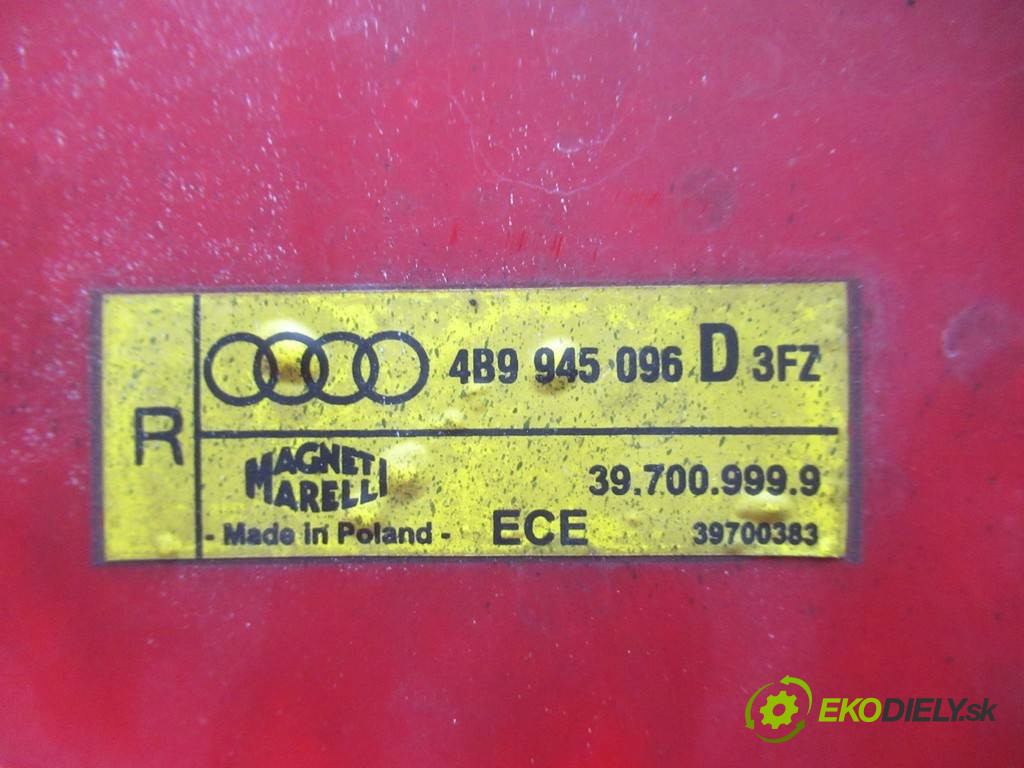 R
4B9 945 096 D 3FZ
MAGNETI
MARELLI
39.700.999.9
- Made in Poland - ECE 39700383
EKODIELY.sk